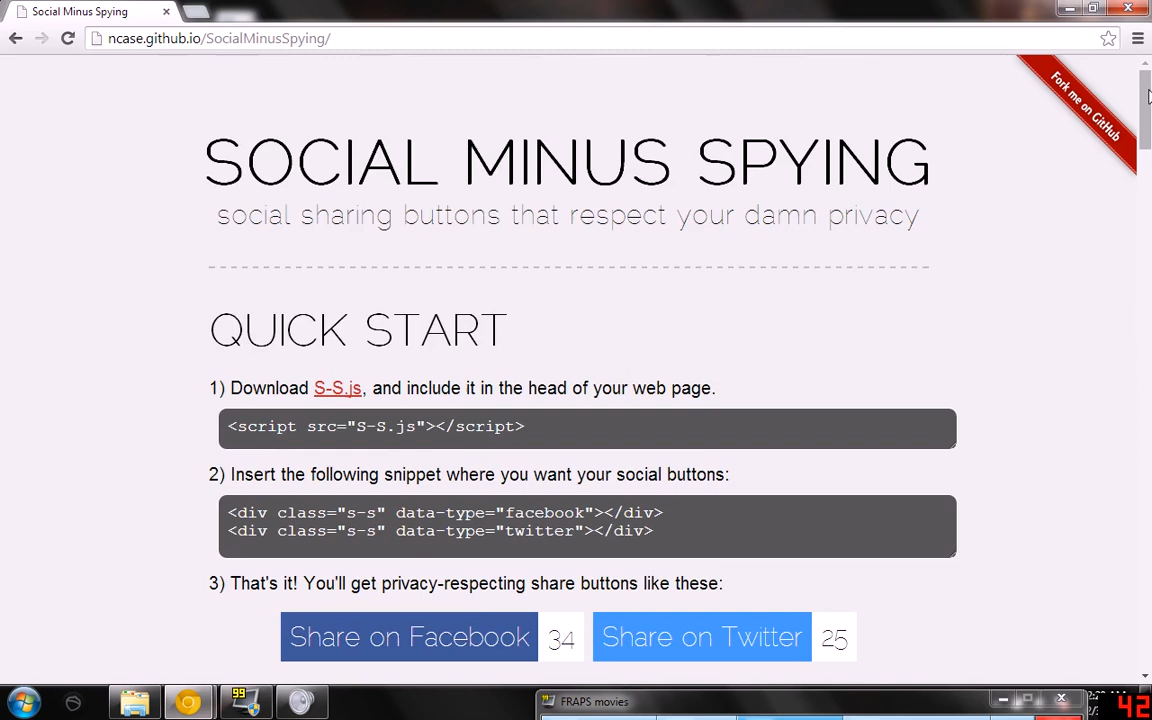 Social Minus Spying
ncase.github.io/SocialMinusSpying/
Fork me on GitHub
SOCIAL MINUS SPYING
social sharing buttons that respect your damn privacy
QUICK START
1) Download S-S.js, and include it in the head of your web page.
<script src="S-S.js"></script>
2) Insert the following snippet where you want your social buttons:
<div class="s-s" data-type="facebook"></div>
<div class="s-s" data-type="twitter"></div>
3) That's it! You'll get privacy-respecting share buttons like these:
Share on Facebook 34 Share on Twitter 25
99
99 FRAPS movies
42